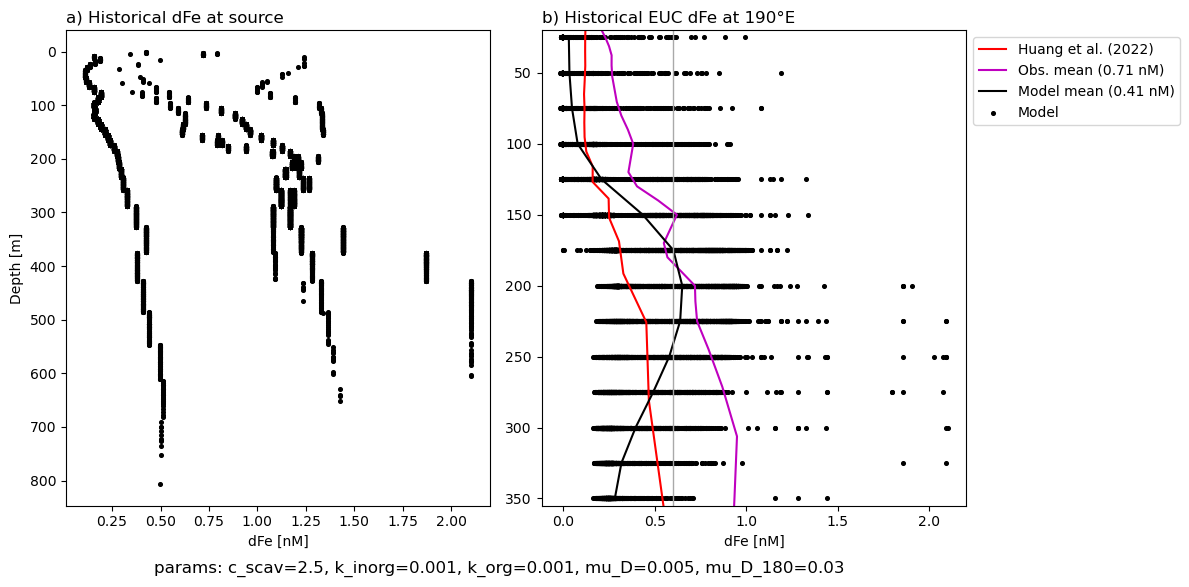 a) Historical dFe at source
0
100
200
300
400
500
600
700
800
Depth [m]
0.25 0.50 0.75 1.00 1.25 1.50 1.75 2.00
dFe [nM]
b) Historical EUC dFe at 190°E
50
100
150
200
250
300
350
0.0 0.5 1.0 1.5 2.0
dFe [nM]
Huang et al. (2022)
Obs. mean (0.71 nM)
Model mean (0.41 nM)
Model
params: c_scav=2.5, k_inorg=0.001, k_org=0.001, mu_D=0.005, mu_D_180=0.03